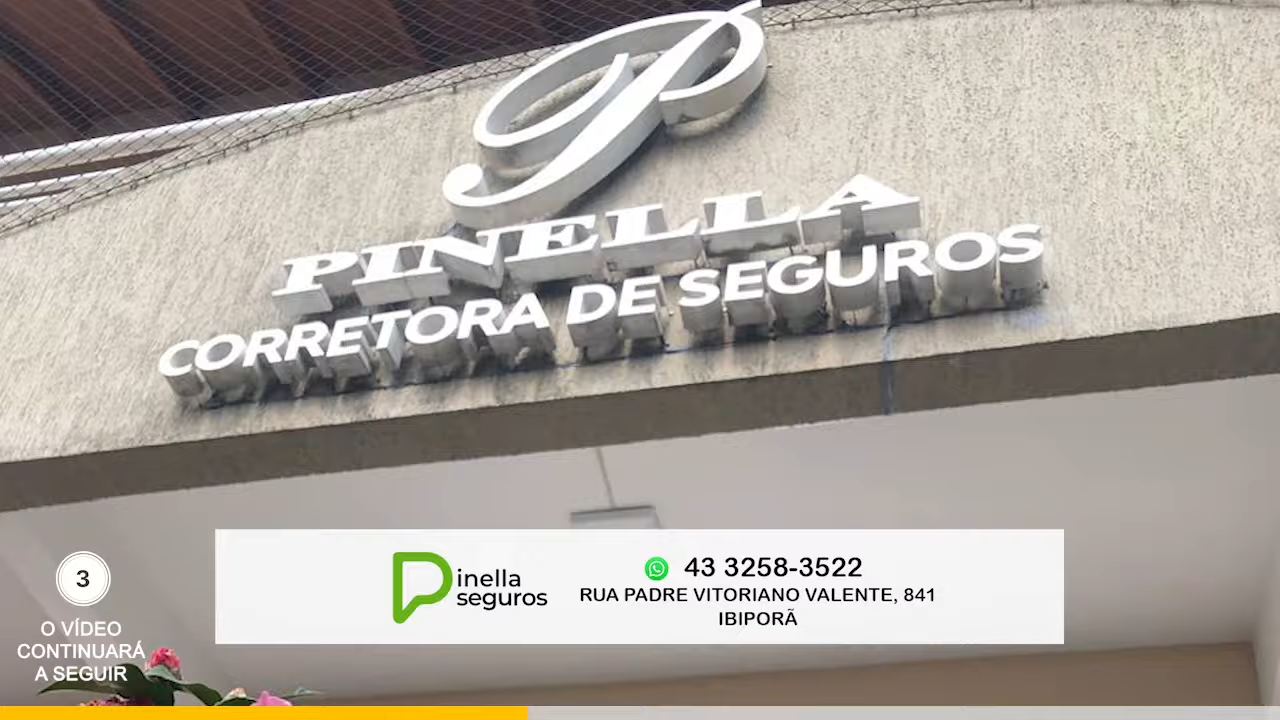 P
PINELLA
CORRETORA DE SEGUROS
Pinella
seguros
43 3258-3522
RUA PADRE VITORIANO VALENTE, 841
IBIPORÃ
3
O VÍDEO
CONTINUARÁ
A SEGUIR